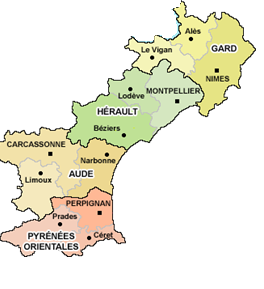 Alès
Le Vigan
GARD
NIMES
Lodève
MONTPELLIER
HÉRAULT
Béziers
CARCASSONNE
Narbonne
Limoux
AUDE
PERPIGNAN
Prades
Céret
PYRÉNÉES
ORIENTALES